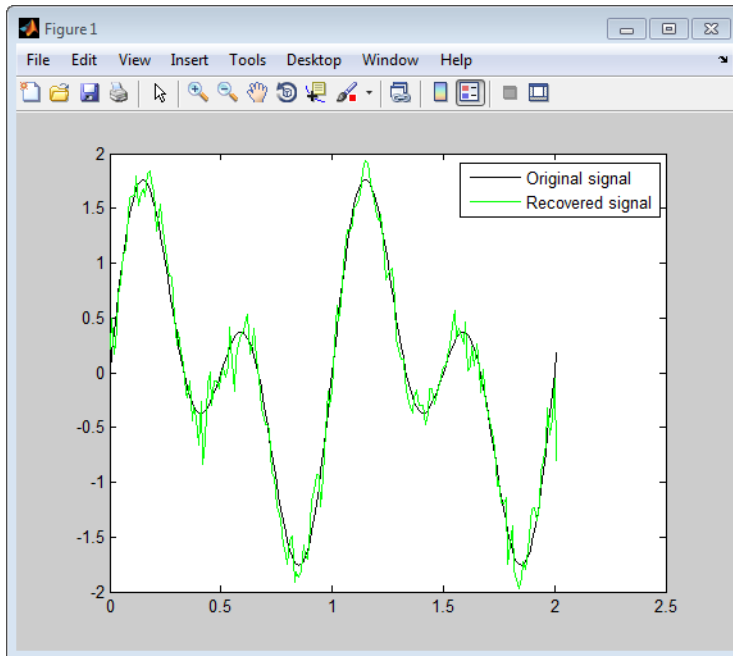 Figure 1
File Edit View Insert Tools Desktop Window Help
Original signal
Recovered signal
2
1.5
1
0.5
0
-0.5
-1
-1.5
-2
0 0.5 1 1.5 2 2.5